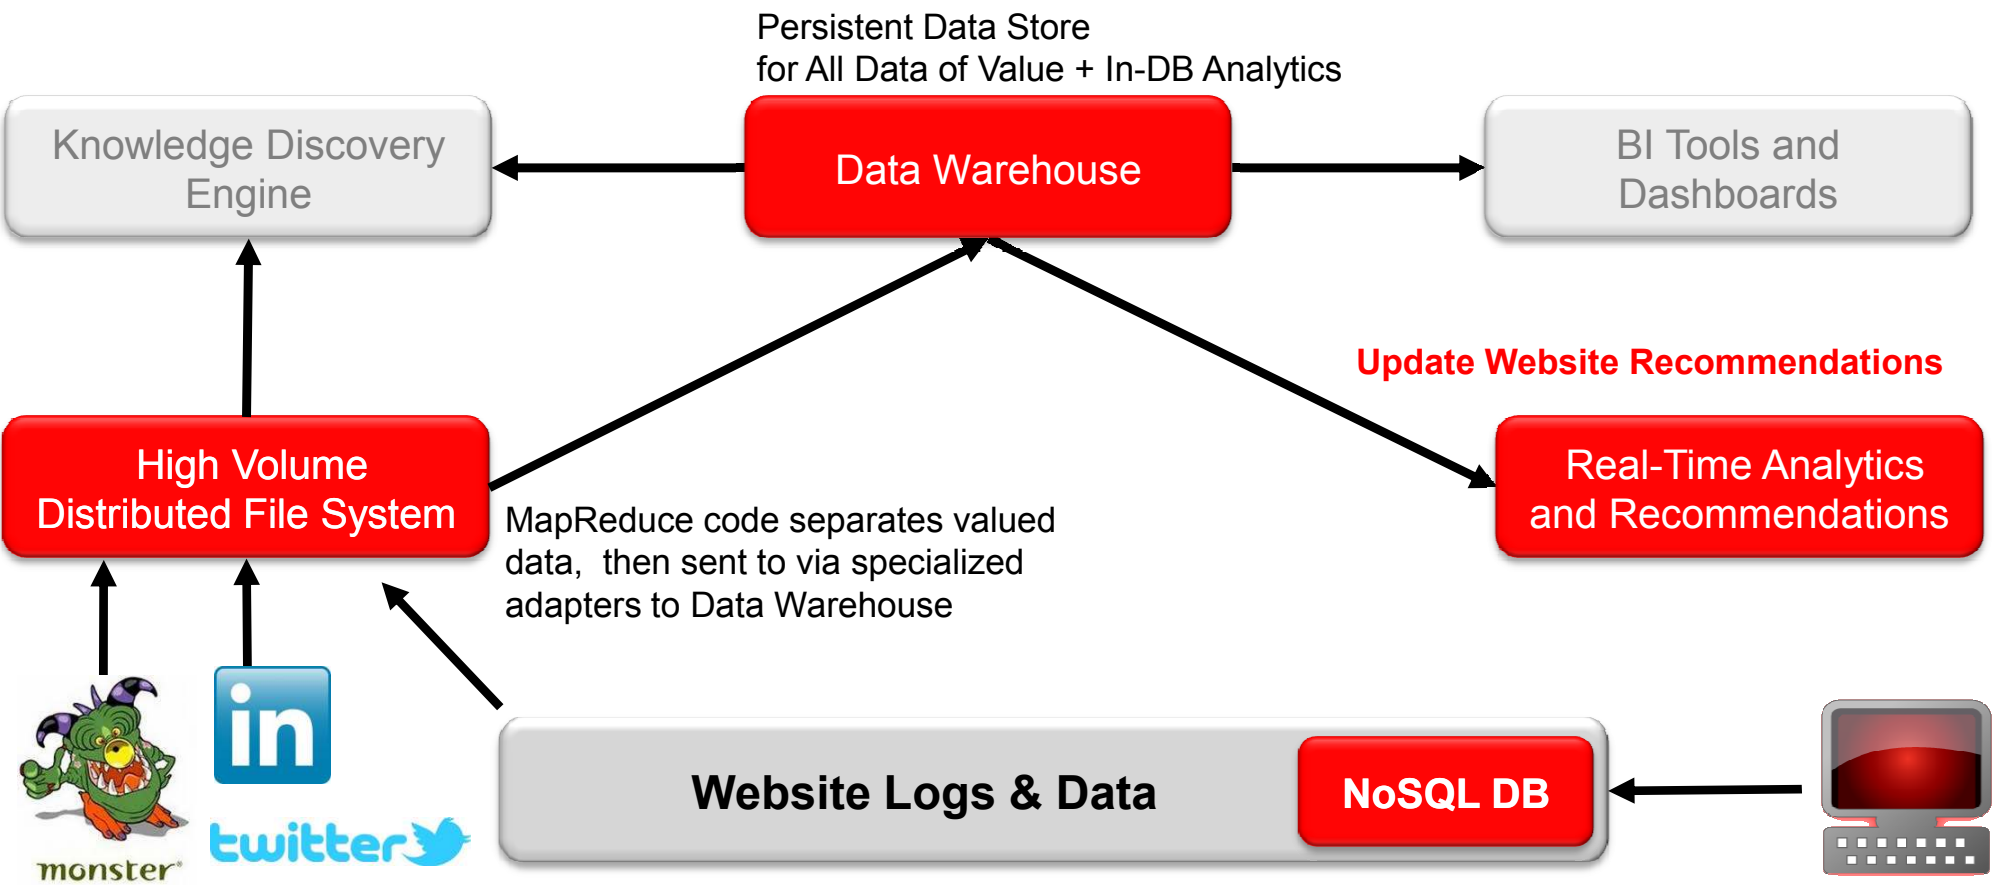 Persistent Data Store
for All Data of Value + In-DB Analytics
Knowledge Discovery
Engine
Data Warehouse
BI Tools and
Dashboards
Update Website Recommendations
High Volume
Distributed File System
Real-Time Analytics
and Recommendations
MapReduce code separates valued
data,  then sent to via specialized
adapters to Data Warehouse
in
Website Logs & Data
NoSQL DB
twitter
monster®